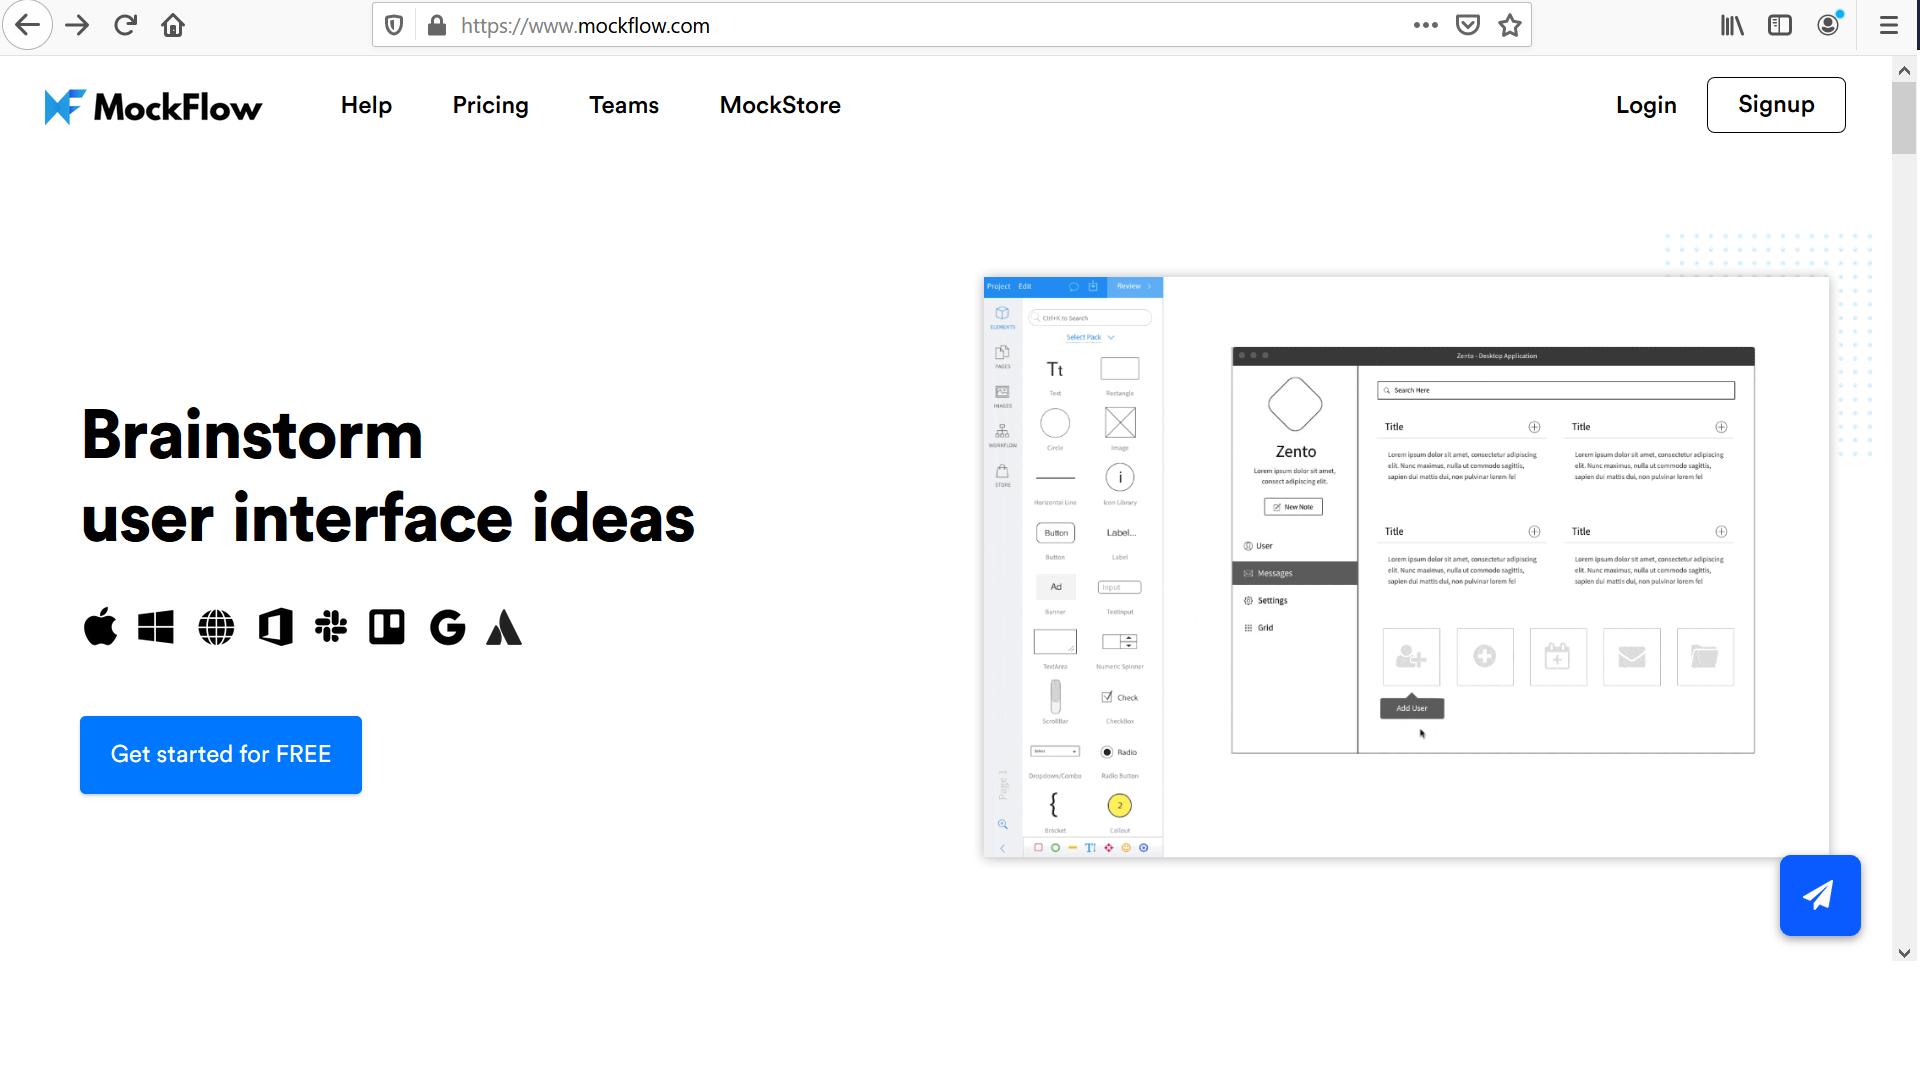 https://www.mockflow.com
MockFlow
Help
Pricing
Teams
MockStore
Login
Signup
Brainstorm
user interface ideas
Get started for FREE
Project Edit
Review
ELEMENTS
PAGES
IMAGES
WORKFLOW
STORE
Page 1
Ctrl+K to Search
Select Pack
Tt
Text
Rectangle
Circle
Image
i
Horizontal Line
Icon Library
Button
Label...
Button
Label
Ad
Input
Banner
TextInput
TextArea
Numeric Spinner
Check
ScrollBar
CheckBox
Select
Radio
Dropdown/Combo
Radio Button
{
2
Bracket
Callout
T
Zento - Desktop Application
Zento
Lorem ipsum dolor sit amet,
consect adipiscing elit.
New Note
User
Messages
Settings
Grid
Search Here
Title
Lorem ipsum dolor sit amet, consectetur adipiscing
elit. Nunc maximus, nulla ut commodo sagittis,
sapien dui mattis dui, non pulvinar lorem fel
Title
Lorem ipsum dolor sit amet, consectetur adipiscing
elit. Nunc maximus, nulla ut commodo sagittis,
sapien dui mattis dui, non pulvinar lorem fel
Title
Lorem ipsum dolor sit amet, consectetur adipiscing
elit. Nunc maximus, nulla ut commodo sagittis,
sapien dui mattis dui, non pulvinar lorem fel
Title
Lorem ipsum dolor sit amet, consectetur adipiscing
elit. Nunc maximus, nulla ut commodo sagittis,
sapien dui mattis dui, non pulvinar lorem fel
Add User